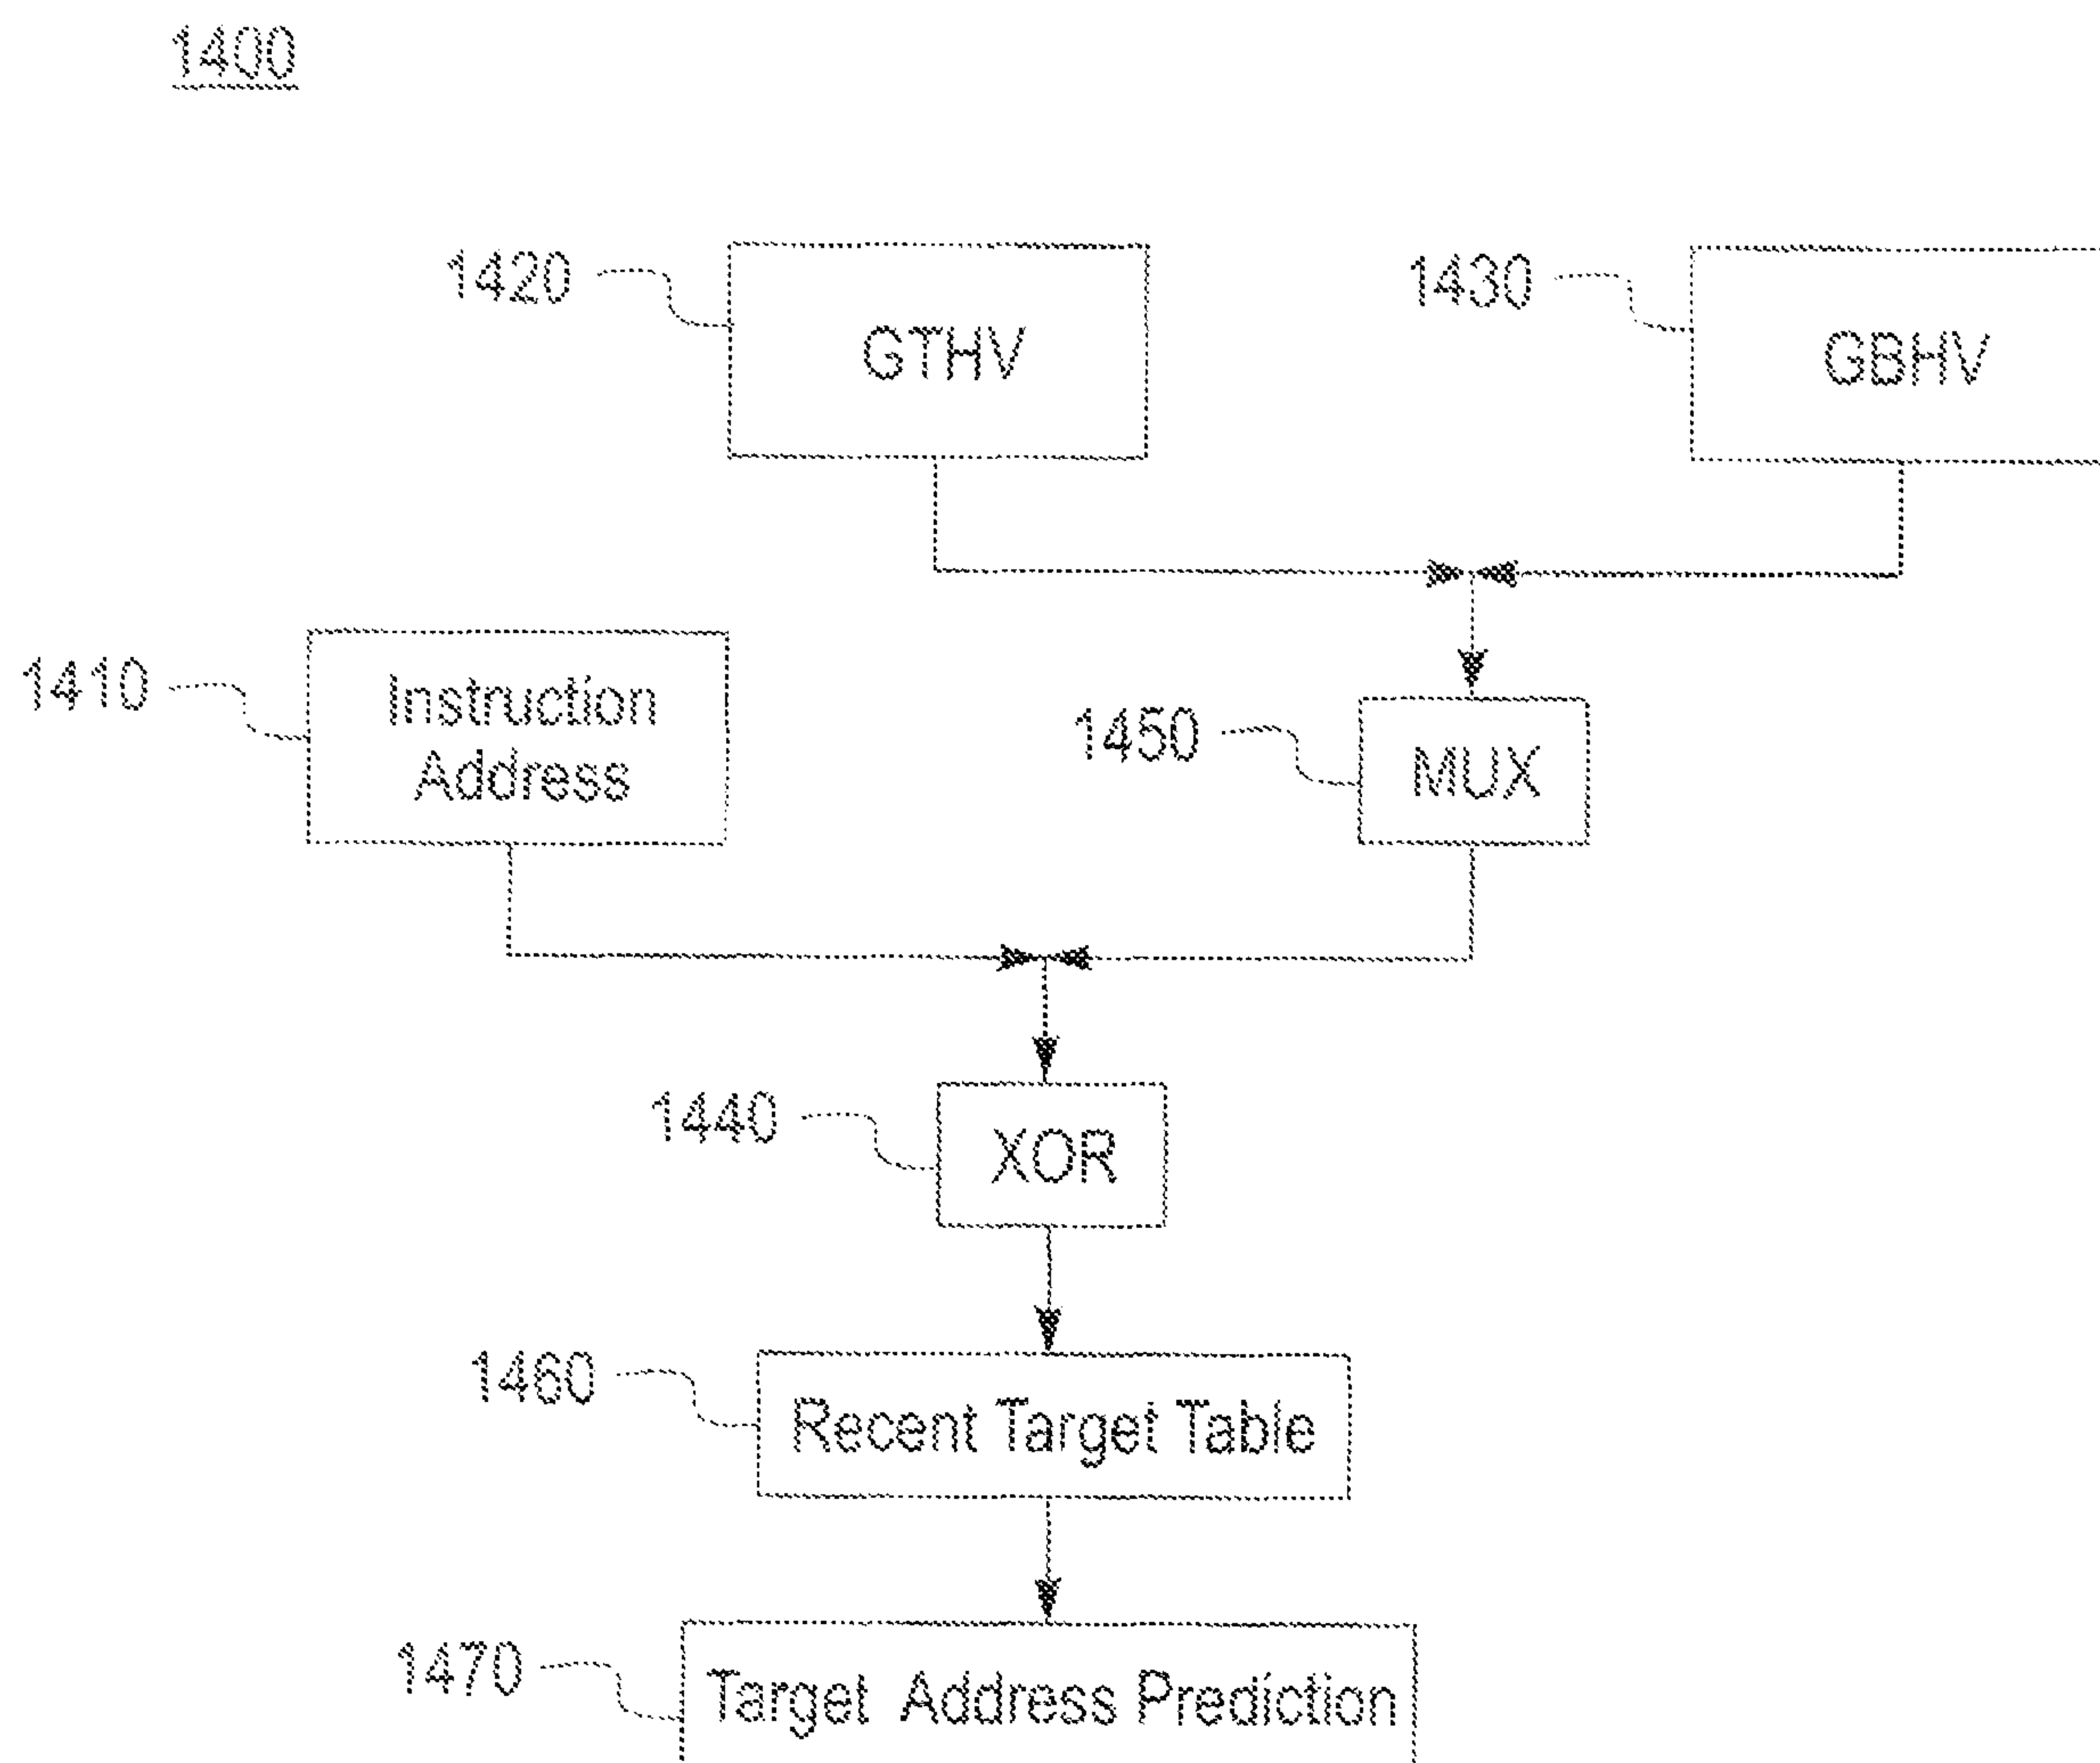 1400
1420
GTHV
1430
GBHV
1410
Instruction
Address
1450
MUX
1440
XOR
1460
Recent Target Table
1470
Target Address Prediction